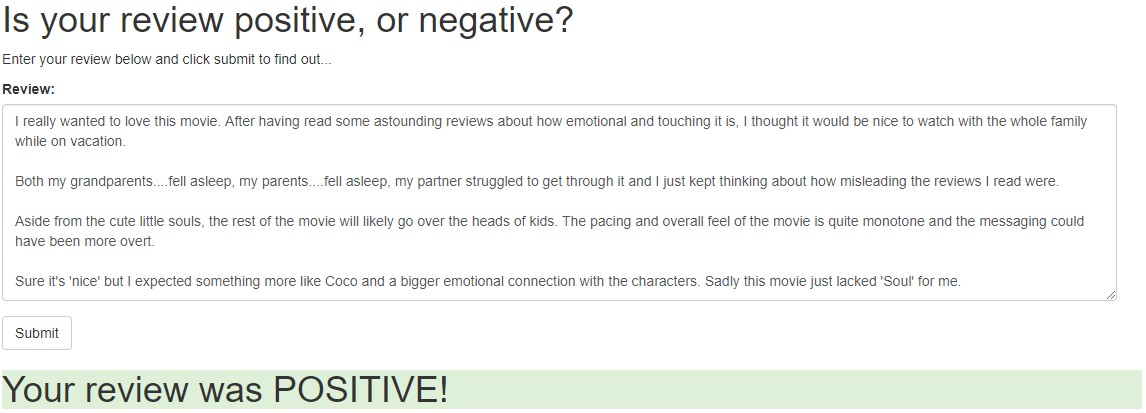 Is your review positive, or negative?
Enter your review below and click submit to find out...
Review:
I really wanted to love this movie. After having read some astounding reviews about how emotional and touching it is, I thought it would be nice to watch with the whole family
while on vacation.
Both my grandparents....fell asleep, my parents....fell asleep, my partner struggled to get through it and I just kept thinking about how misleading the reviews I read were.
Aside from the cute little souls, the rest of the movie will likely go over the heads of kids. The pacing and overall feel of the movie is quite monotone and the messaging could
have been more overt.
Sure it's 'nice' but I expected something more like Coco and a bigger emotional connection with the characters. Sadly this movie just lacked 'Soul' for me.
Submit
Your review was POSITIVE!